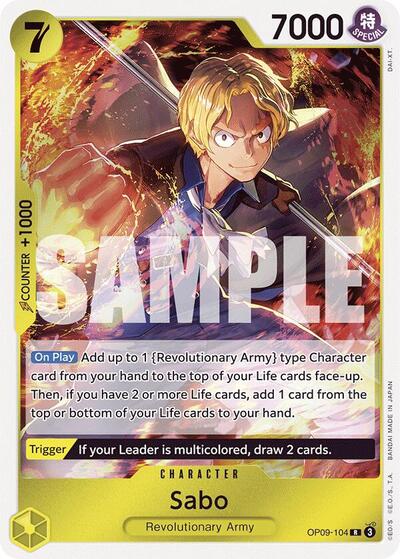 7
7000
特
SPECIAL
DAI-XT.
COUNTER +1000
SAMPLE
On Play Add up to 1 {Revolutionary Army} type Character
card from your hand to the top of your Life cards face-up.
Then, if you have 2 or more Life cards, add 1 card from the
top or bottom of your Life cards to your hand.
Trigger If your Leader is multicolored, draw 2 cards.
CHARACTER
Sabo
Revolutionary Army
OP09-104 R 3
©E.O/S. ©E.O./S., T.A. BANDAI MADE IN JAPAN